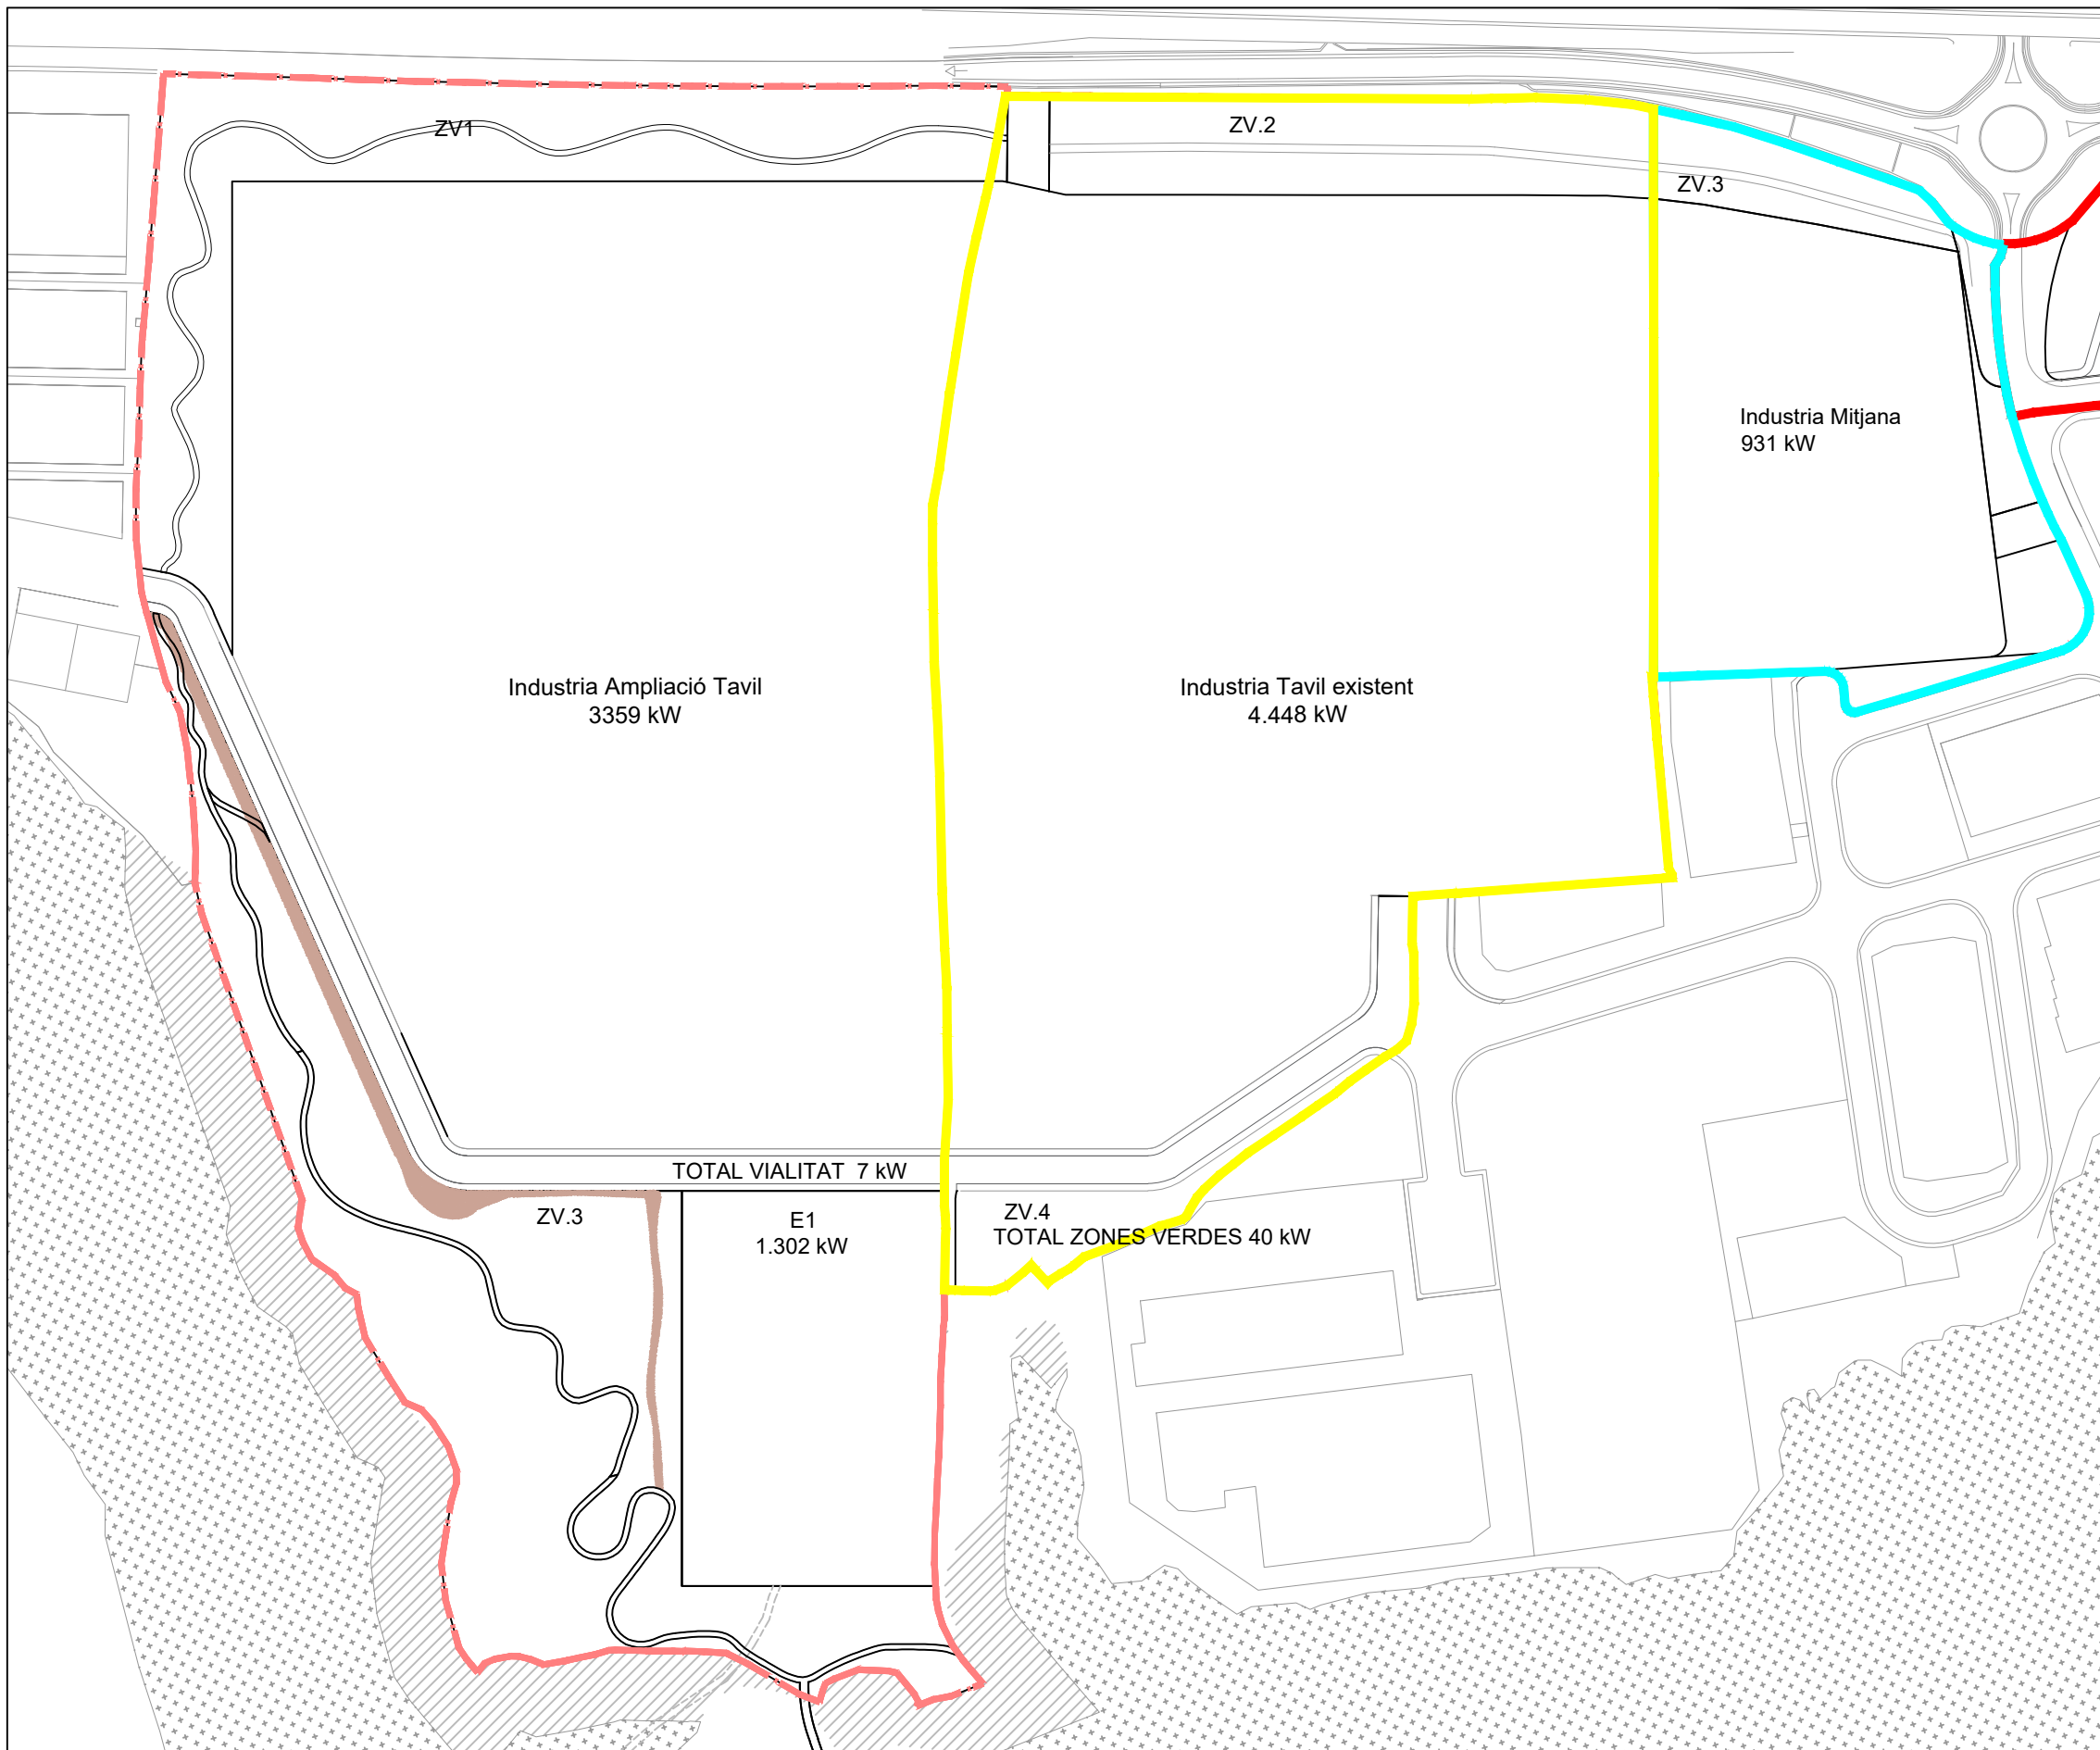 ZV1
ZV.2
ZV.3
Industria Mitjana
931 kW
Industria Ampliació Tavil
3359 kW
Industria Tavil existent
4.448 kW
TOTAL VIALITAT 7 kW
ZV.3
E1
1.302 kW
ZV.4
TOTAL ZONES VERDES 40 kW